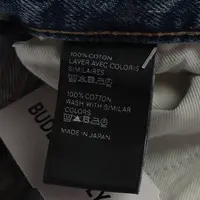 100% COTTON
LAVER AVEC COLORIS
SIMILAIRES
100% COTTON
WASH WITH SIMILAR
COLORS
MADE IN JAPAN